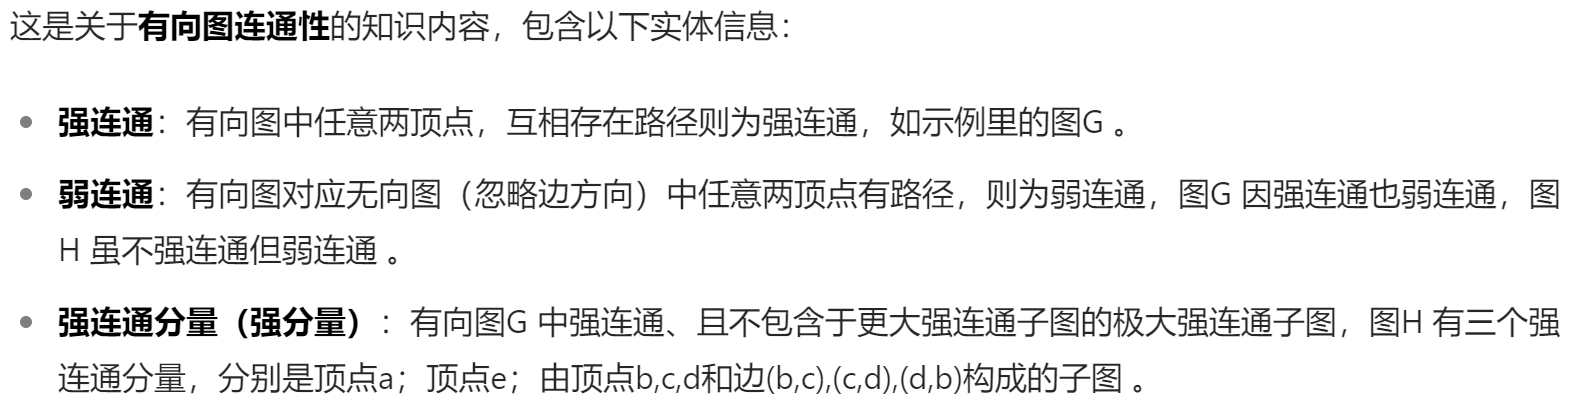 这是关于有向图连通性的知识内容，包含以下实体信息：
• 强连通：有向图中任意两顶点，互相存在路径则为强连通，如示例里的图G 。
• 弱连通：有向图对应无向图（忽略边方向）中任意两顶点有路径，则为弱连通，图G 因强连通也弱连通，图
H 虽不强连通但弱连通 。
• 强连通分量（强分量）：有向图G 中强连通、且不包含于更大强连通子图的极大强连通子图，图H 有三个强
连通分量，分别是顶点a；顶点e；由顶点b,c,d和边(b,c),(c,d),(d,b)构成的子图 。